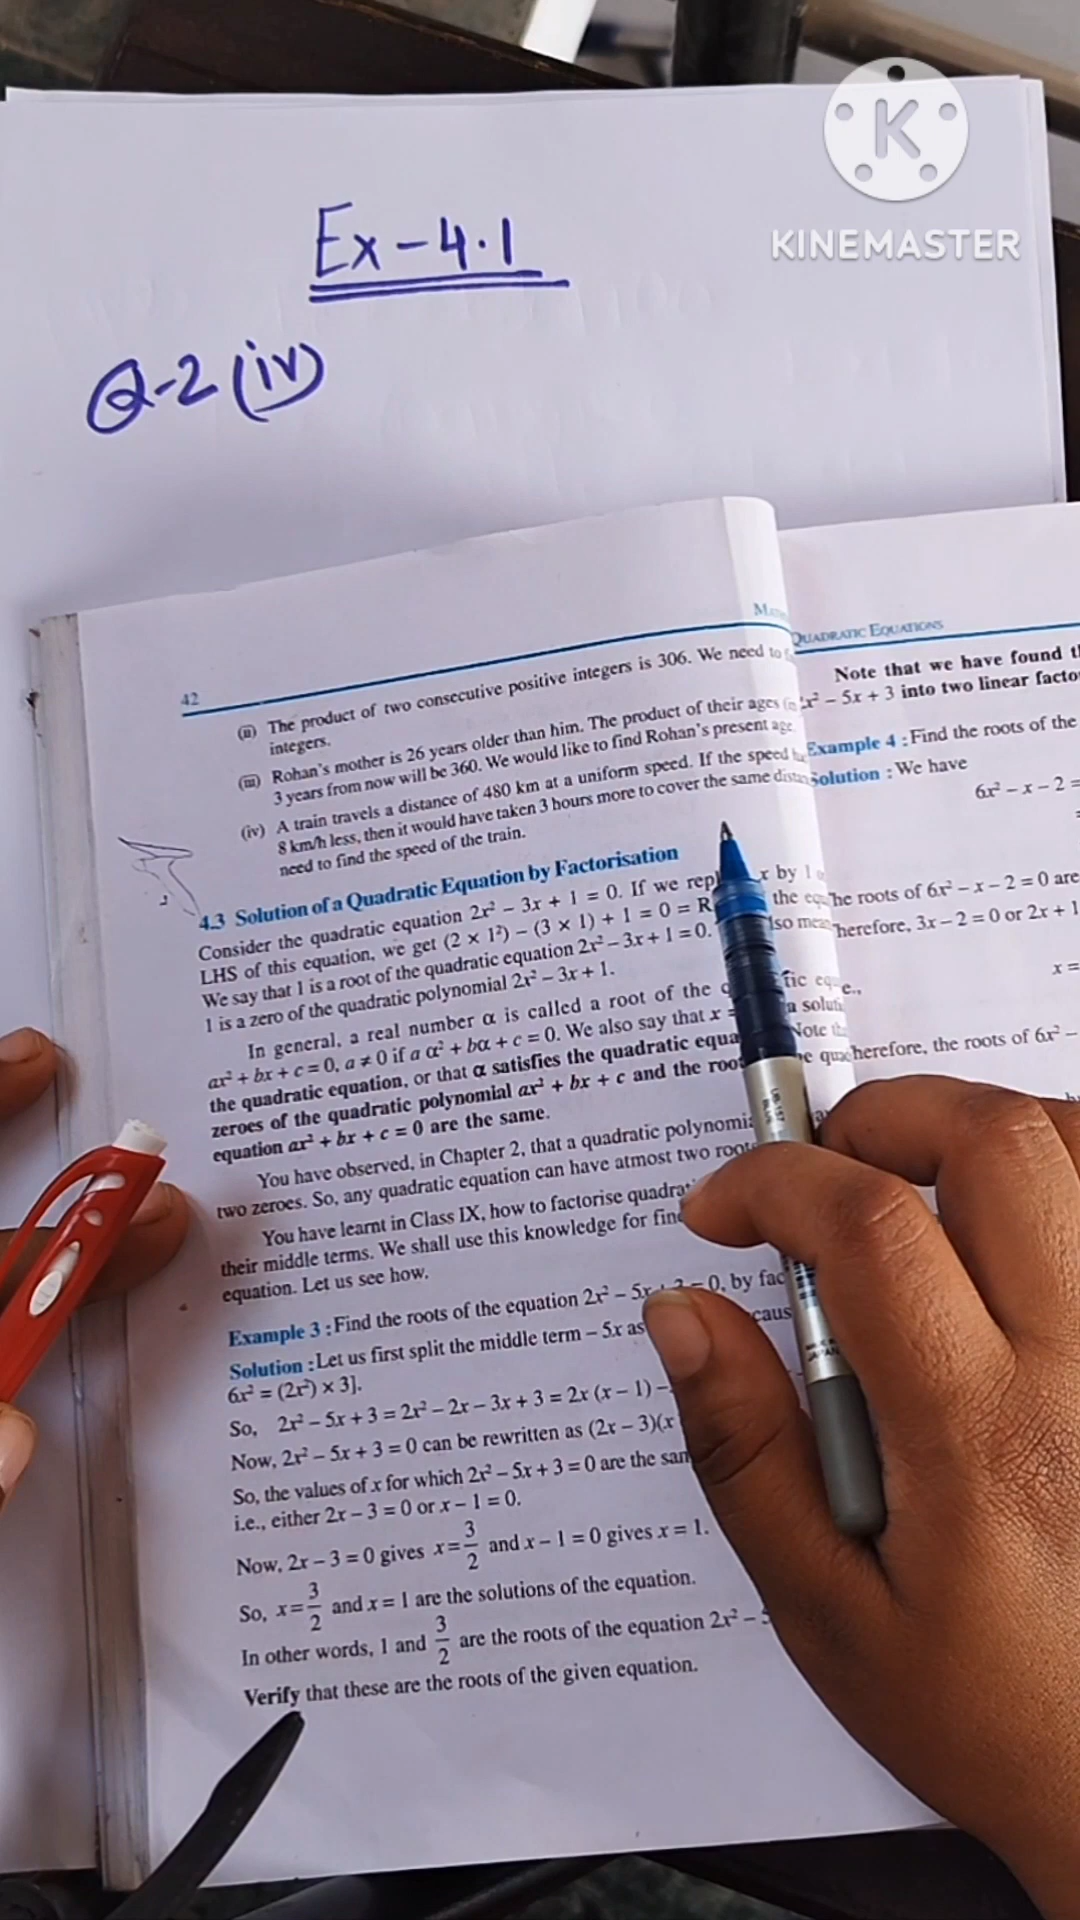 K
KINEMASTER
Ex-4.1
Q-2 (iv)
42
(ii) The product of two consecutive positive integers is 306. We need to
integers.
(iii) Rohan's mother is 26 years older than him. The product of their ages
3 years from now will be 360. We would like to find Rohan's present age.
(iv) A train travels a distance of 480 km at a uniform speed. If the speed
8 km/h less, then it would have taken 3 hours more to cover the same
need to find the speed of the train.
4.3 Solution of a Quadratic Equation by Factorisation
Consider the quadratic equation 2x² – 3x + 1 = 0. If we x by 1
LHS of this equation, we get (2 × 1²) – (3 × 1) + 1 = 0 = the
We say that 1 is a root of the quadratic equation 2x² – 3x + 1 = 0.
1 is a zero of the quadratic polynomial 2x² – 3x + 1.
In general, a real number α is called a root of the
ax² + bx + c = 0, a ≠ 0 if a α² + bα + c = 0. We also say that x = a
the quadratic equation, or that α satisfies the quadratic Note
zeroes of the quadratic polynomial ax² + bx + c and the
equation ax² + bx + c = 0 are the same.
You have observed, in Chapter 2, that a quadratic
two zeroes. So, any quadratic equation can have atmost two
You have learnt in Class IX, how to factorise
their middle terms. We shall use this knowledge for
equation. Let us see how.
Example 3 : Find the roots of the equation 2x² – 5x + 3 = 0, by
Solution : Let us first split the middle term – 5x as
6x² = (2x²) × 3].
So, 2x² – 5x + 3 = 2x² – 2x – 3x + 3 = 2x (x – 1) –
Now, 2x² – 5x + 3 = 0 can be rewritten as (2x – 3)(x
So, the values of x for which 2x² – 5x + 3 = 0 are the
i.e., either 2x – 3 = 0 or x – 1 = 0.
Now, 2x – 3 = 0 gives x = 3/2 and x – 1 = 0 gives x = 1.
So, x = 3/2 and x = 1 are the solutions of the equation.
In other words, 1 and 3/2 are the roots of the equation 2x² –
Verify that these are the roots of the given equation.
QUADRATIC EQUATIONS
Note that we have found
x² – 5x + 3 into two linear
Example 4 : Find the roots of the
Solution : We have
6x² – x – 2 =
The roots of 6x² – x – 2 = 0 are
Therefore, 3x – 2 = 0 or 2x + 1
x =
Therefore, the roots of 6x² –